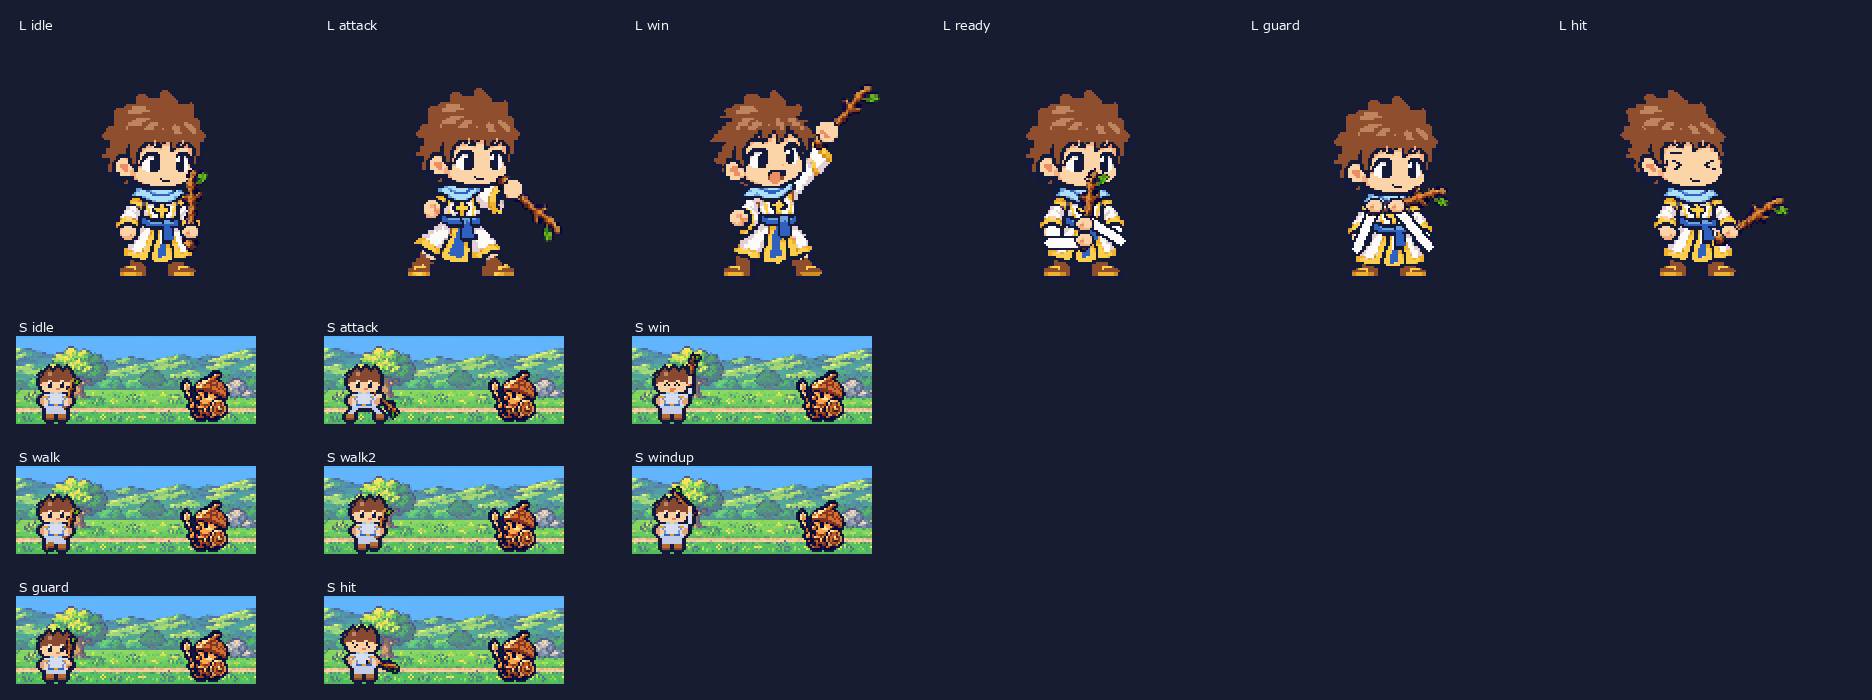 L idle
L attack
L win
L ready
L guard
L hit
S idle
S attack
S win
S walk
S walk2
S windup
S guard
S hit